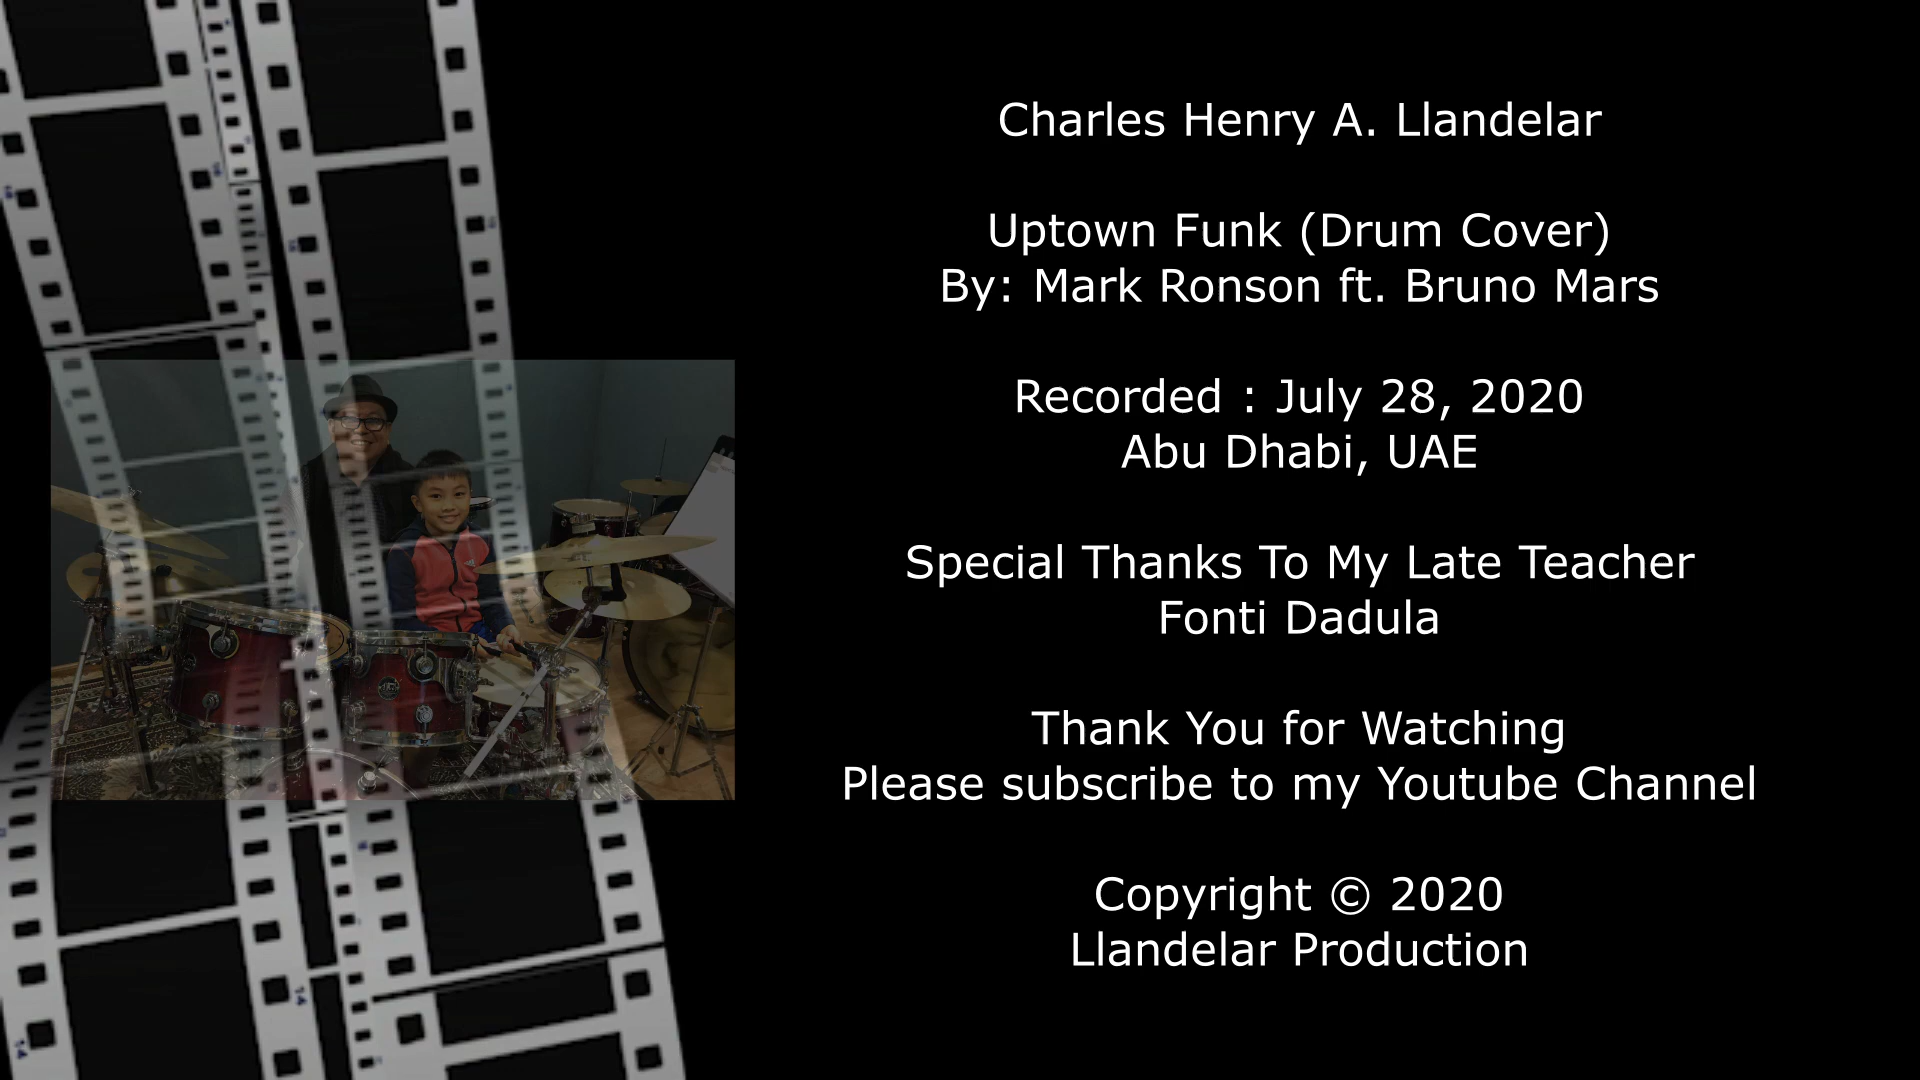 Charles Henry A. Llandelar
Uptown Funk (Drum Cover)
By: Mark Ronson ft. Bruno Mars
Recorded : July 28, 2020
Abu Dhabi, UAE
Special Thanks To My Late Teacher
Fonti Dadula
Thank You for Watching
Please subscribe to my Youtube Channel
Copyright © 2020
Llandelar Production